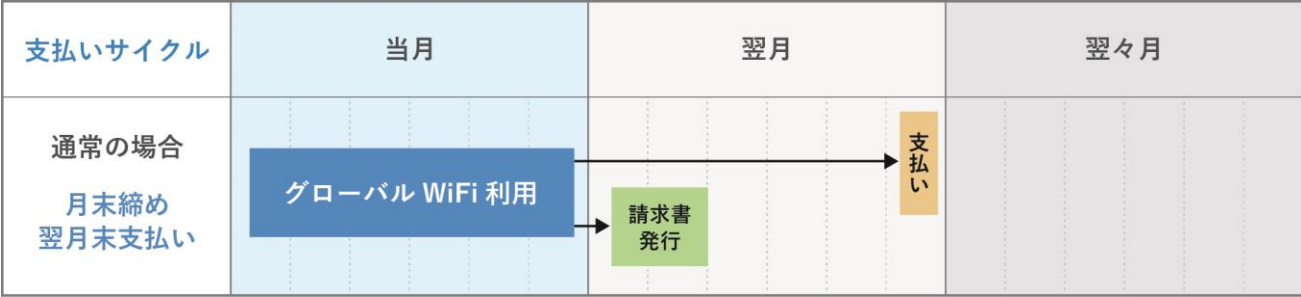 支払いサイクル
当月
翌月
翌々月
通常の場合
月末締め
翌月末支払い
グローバル WiFi 利用
請求書
発行
支払い